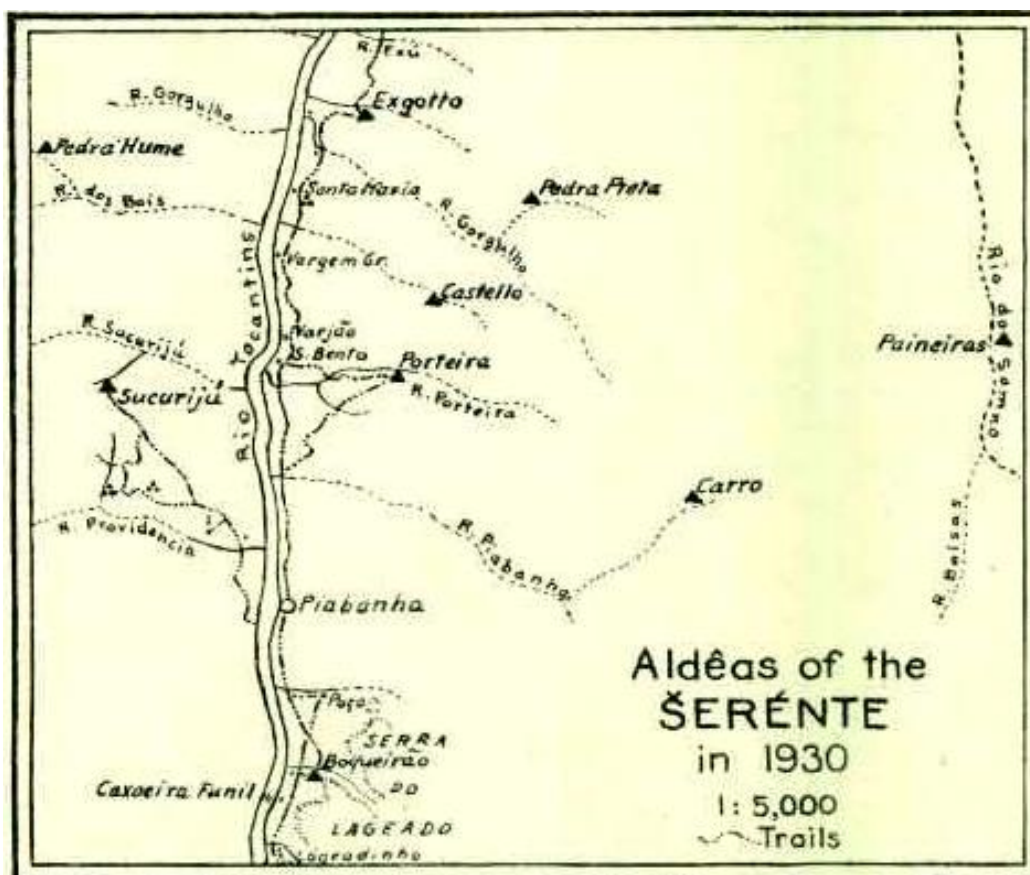 R. Exú
R. Gorgulho
Exgotto
Pedra Hume
R. dos Bois
Santa Maria
Pedra Preta
R. Gorgulho
Vargem Gr.
Rio Tocantins
Castello
Rio do Somno
R. Sucurijú
Varjão
S. Bento
Porteira
Paineiras
Sucurijú
R. Porteira
Carro
R. Providencia
R. Piabanha
R. Balsas
Piabanha
Aldêas of the
ŠERÉNTE
in 1930
1: 5,000
Trails
Poço
SERRA
Boqueirão
DO
Caxoeira Funil
LAGEADO
Lageadinho